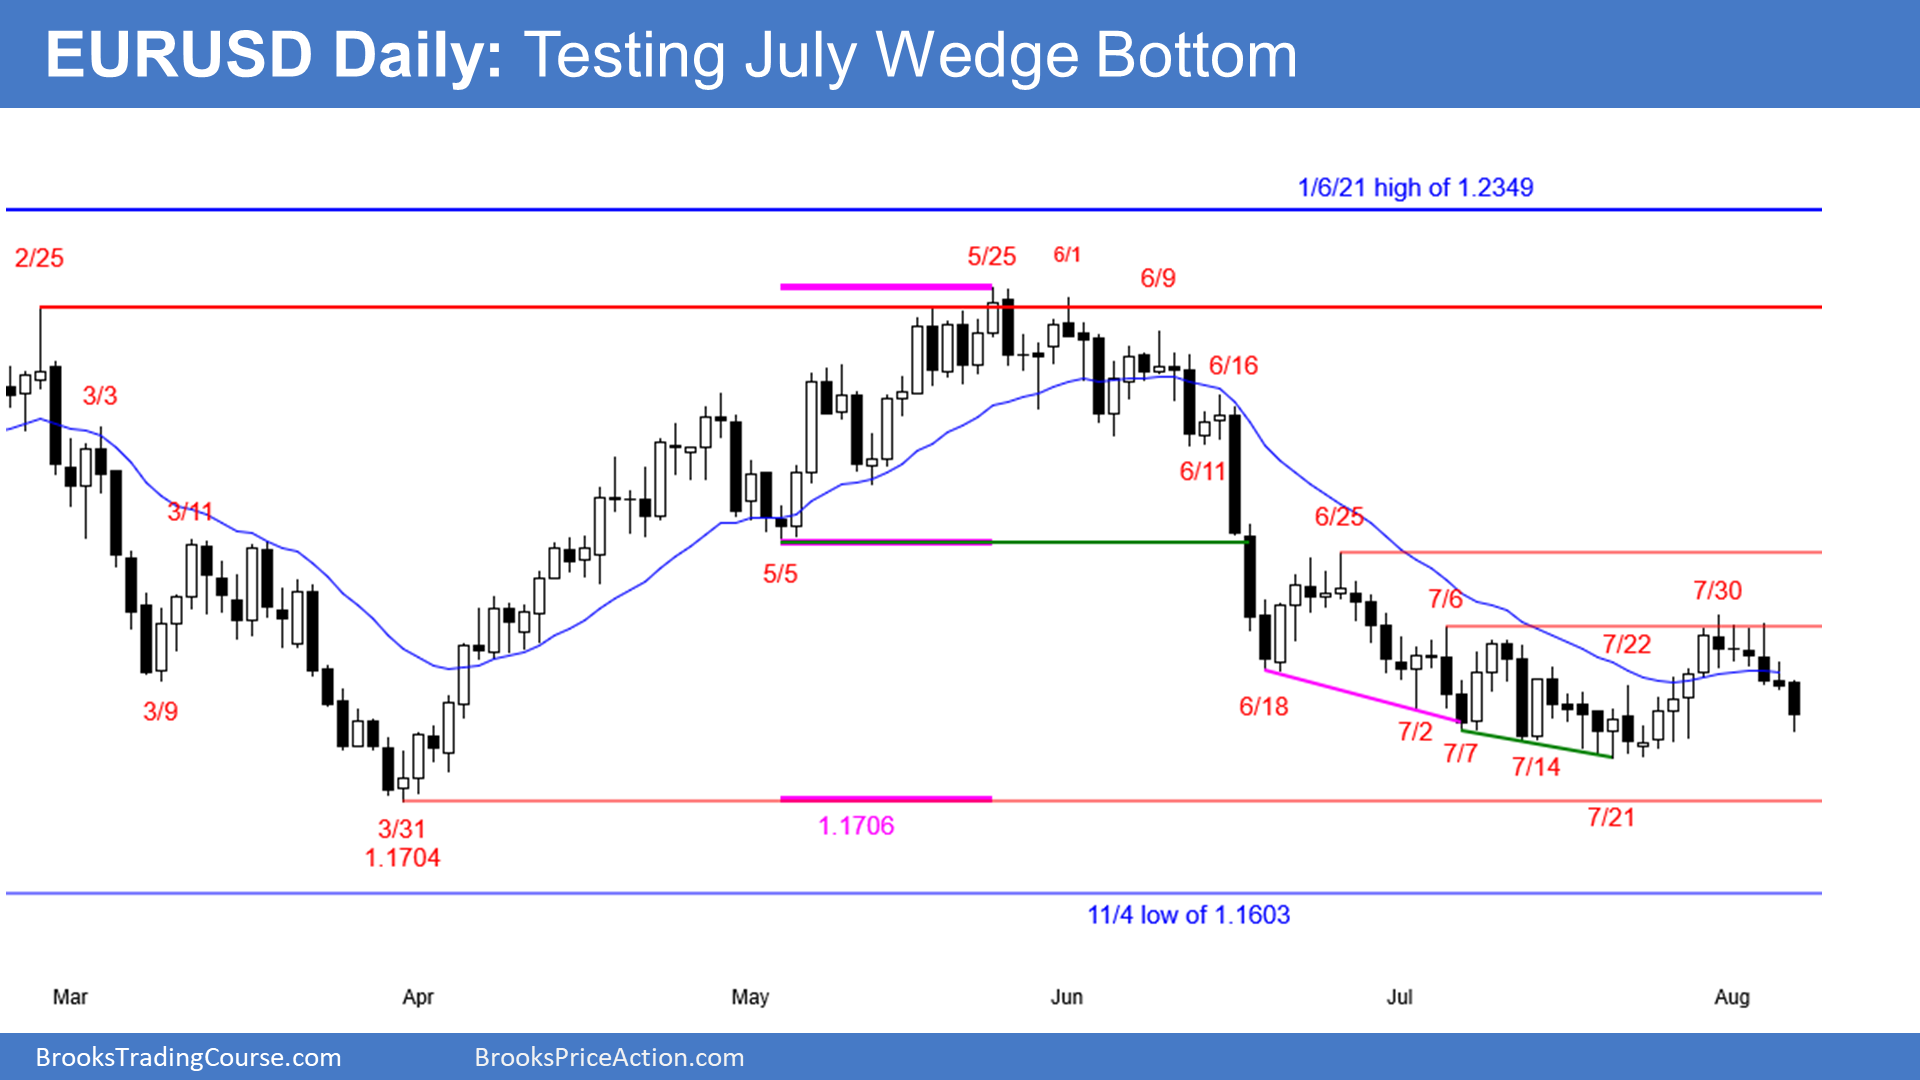 EURUSD Daily: Testing July Wedge Bottom
1/6/21 high of 1.2349
2/25
5/25
6/1
6/9
3/3
6/16
6/11
3/11
6/25
5/5
7/6
7/30
7/22
3/9
6/18
7/2
7/7
7/14
7/21
1.1706
3/31
1.1704
11/4 low of 1.1603
Mar
Apr
May
Jun
Jul
Aug
BrooksTradingCourse.com
BrooksPriceAction.com